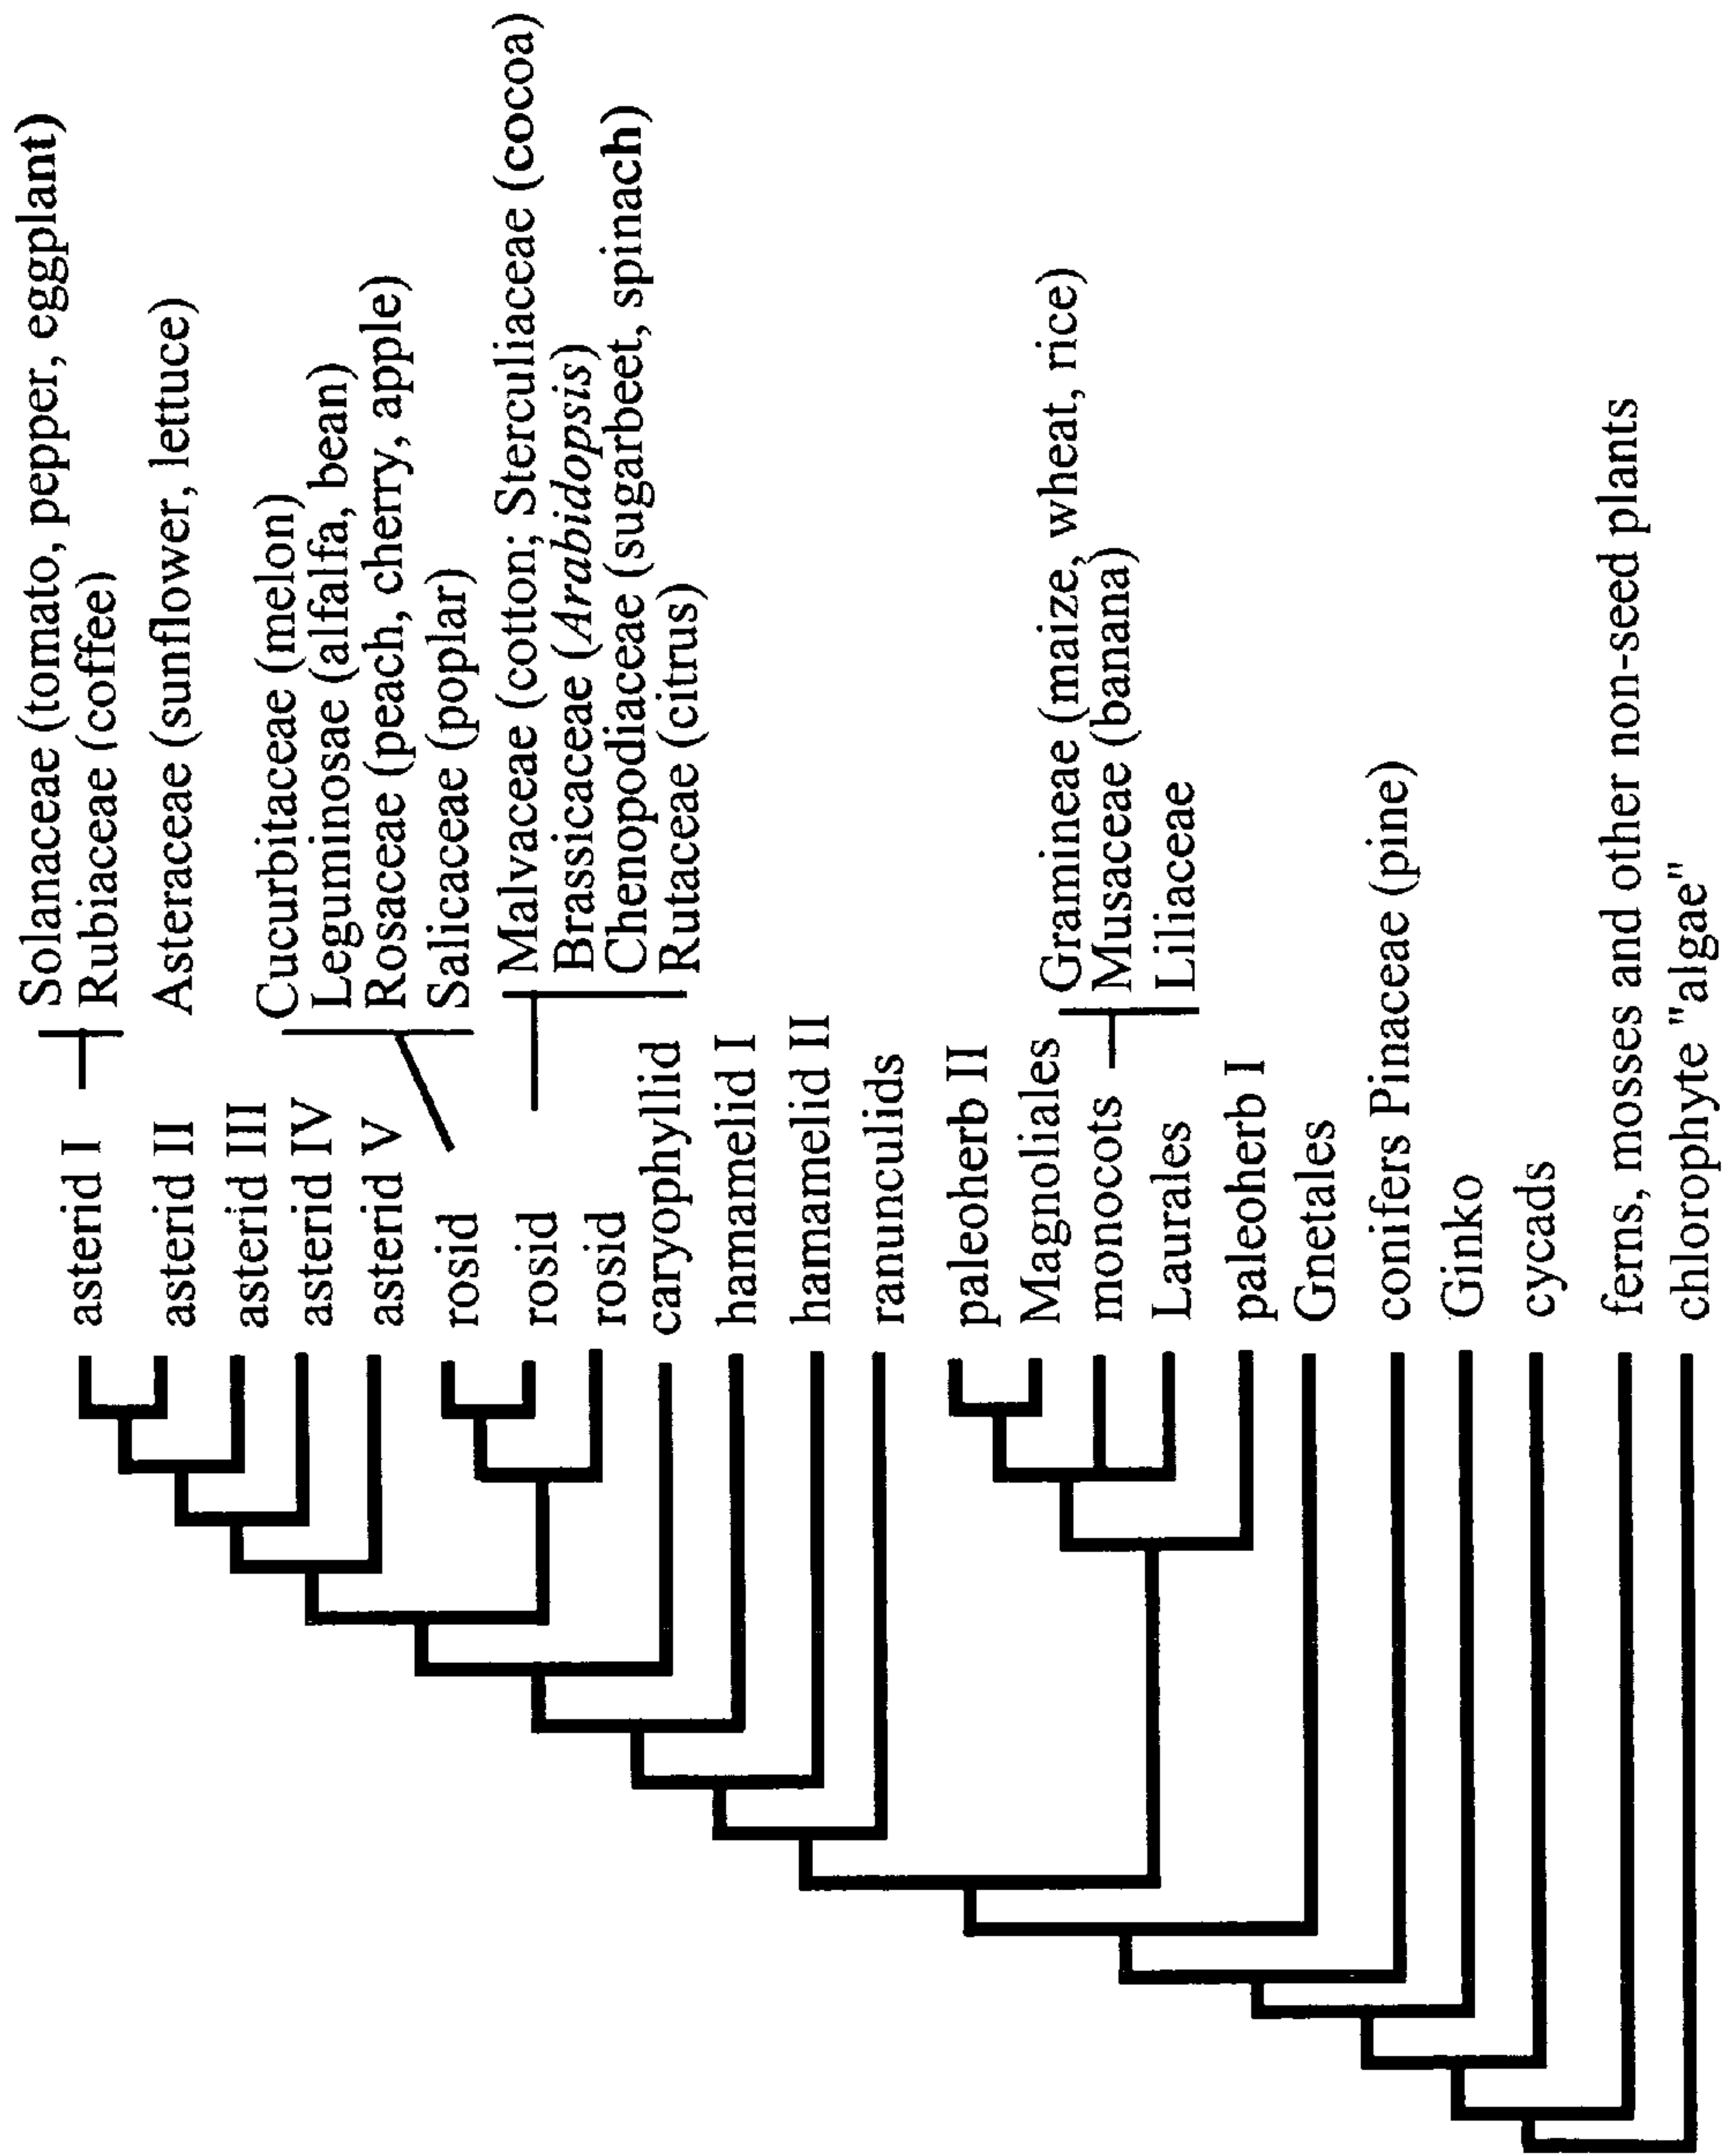 asterid I
Solanaceae (tomato, pepper, eggplant)
Rubiaceae (coffee)
asterid II
Asteraceae (sunflower, lettuce)
asterid III
asterid IV
asterid V
rosid
Cucurbitaceae (melon)
Leguminosae (alfalfa, bean)
Rosaceae (peach, cherry, apple)
Salicaceae (poplar)
rosid
Malvaceae (cotton; Sterculiaceae (cocoa)
Brassicaceae (Arabidopsis)
Chenopodiaceae (sugarbeet, spinach)
Rutaceae (citrus)
rosid
caryophyllid
hamamelid I
hamamelid II
ranunculids
paleoherb II
Magnoliales
monocots
Gramineae (maize, wheat, rice)
Musaceae (banana)
Liliaceae
Laurales
paleoherb I
Gnetales
conifers Pinaceae (pine)
Ginko
cycads
ferns, mosses and other non-seed plants
chlorophyte "algae"